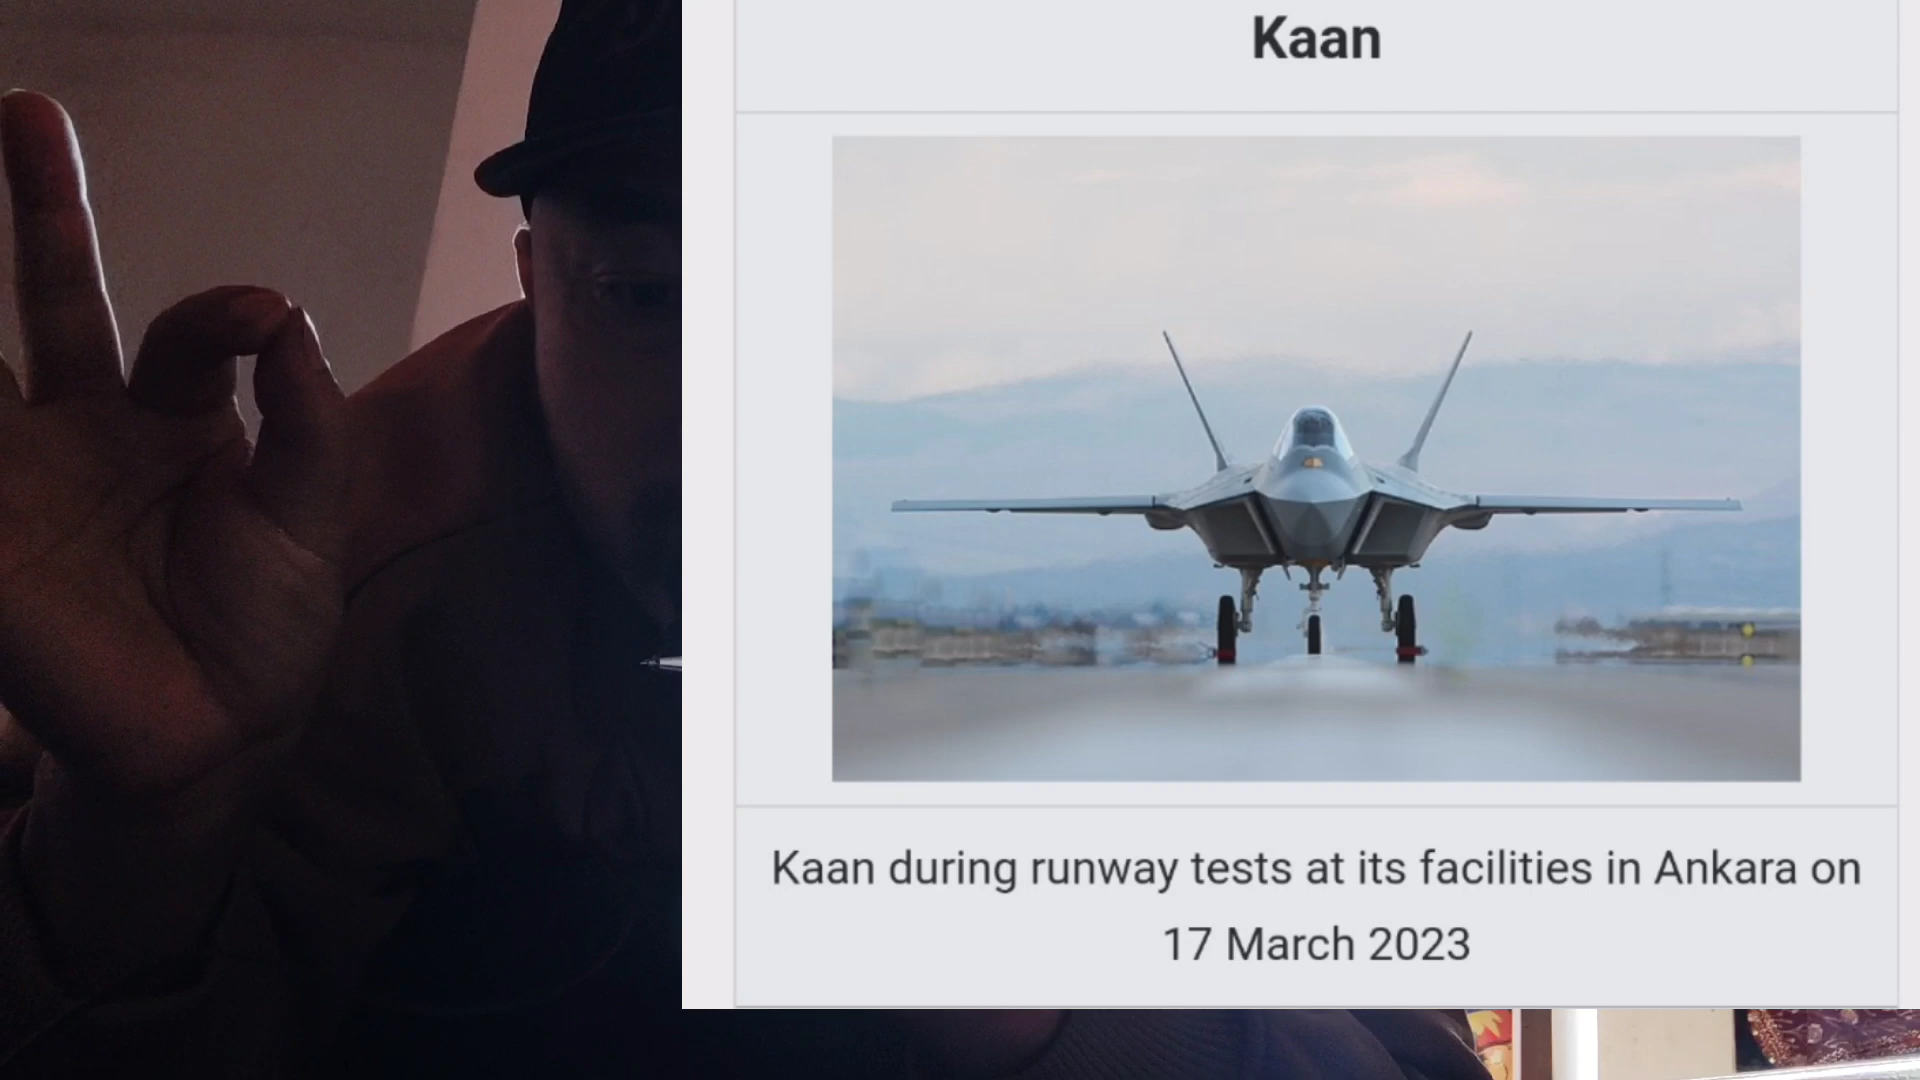 Kaan
Kaan during runway tests at its facilities in Ankara on
17 March 2023